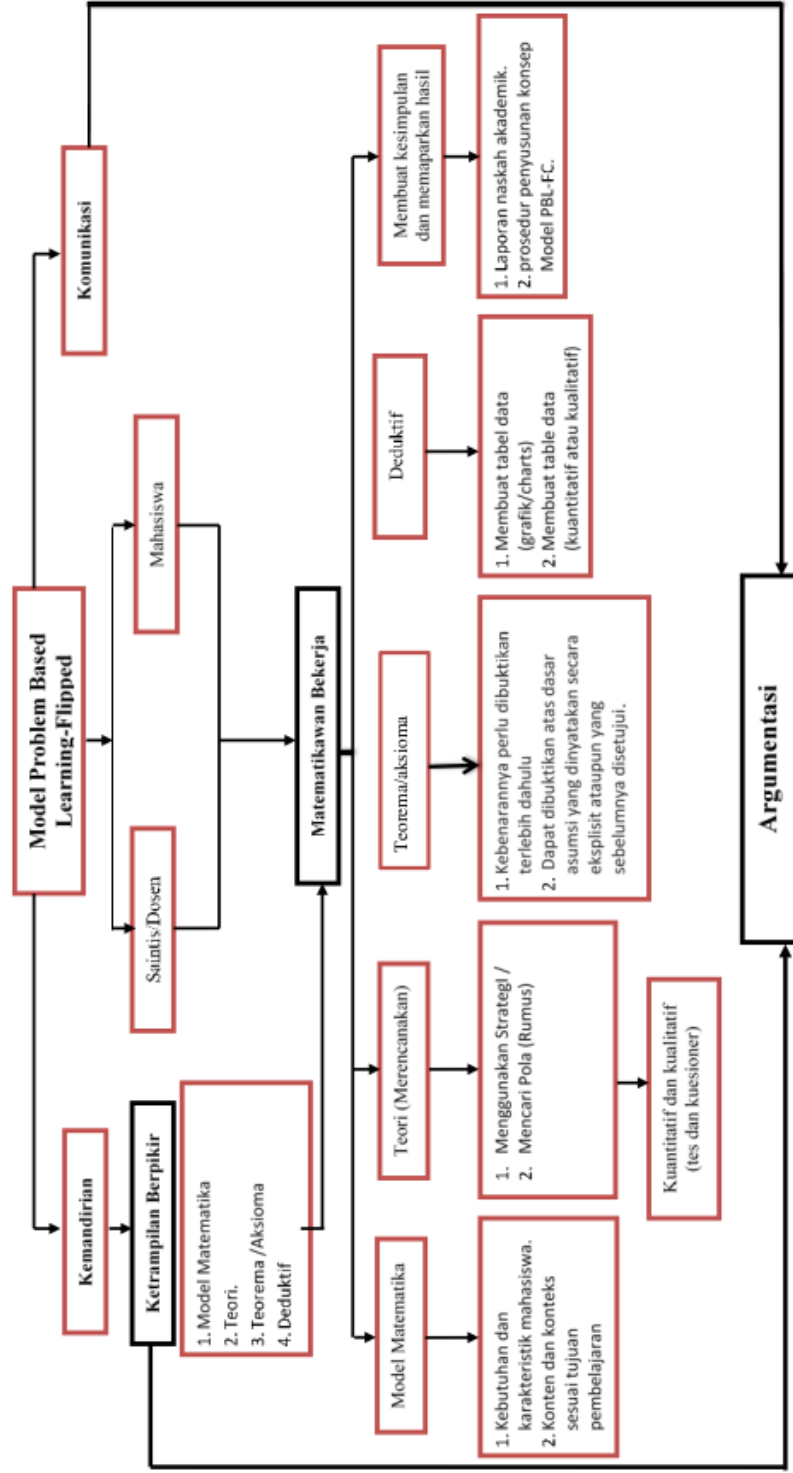 Model Problem Based
Learning-Flipped
Kemandirian
Komunikasi
Saintis/Dosen
Mahasiswa
Ketrampilan Berpikir
1. Model Matematika
2. Teori.
3. Teorema /Aksioma
4. Deduktif
Matematikawan Bekerja
Model Matematika
Teori (Merencanakan)
Teorema/aksioma
Deduktif
Membuat kesimpulan
dan memaparkan hasil
1. Kebutuhan dan
karakteristik mahasiswa.
2. Konten dan konteks
sesuai tujuan
pembelajaran
1. Menggunakan StrategI /
2. Mencari Pola (Rumus)
1. Kebenarannya perlu dibuktikan
terlebih dahulu
2. Dapat dibuktikan atas dasar
asumsi yang dinyatakan secara
eksplisit ataupun yang
sebelumnya disetujui.
1. Membuat tabel data
(grafik/charts)
2. Membuat table data
(kuantitatif atau kualitatif)
1. Laporan naskah akademik.
2. prosedur penyusunan konsep
Model PBL-FC.
Kuantitatif dan kualitatif
(tes dan kuesioner)
Argumentasi